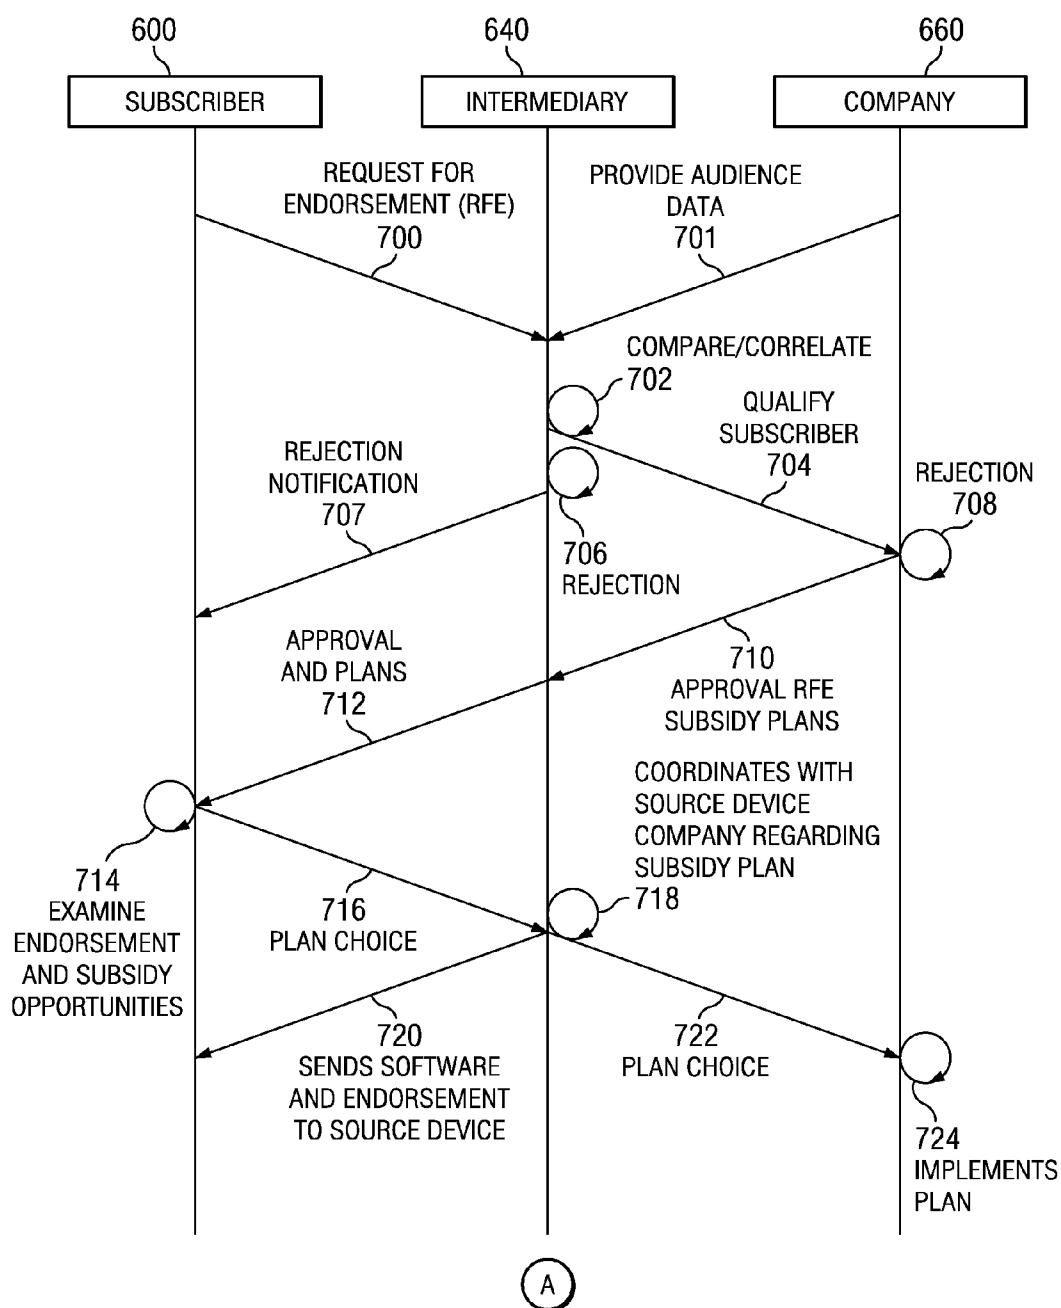 600
640
660
SUBSCRIBER
INTERMEDIARY
COMPANY
REQUEST FOR
ENDORSEMENT (RFE)
700
PROVIDE AUDIENCE
DATA
701
COMPARE/CORRELATE
702
QUALIFY
SUBSCRIBER
704
REJECTION
NOTIFICATION
707
706
REJECTION
REJECTION
708
APPROVAL
AND PLANS
712
710
APPROVAL RFE
SUBSIDY PLANS
COORDINATES WITH
SOURCE DEVICE
COMPANY REGARDING
SUBSIDY PLAN
718
714
EXAMINE
ENDORSEMENT
AND SUBSIDY
OPPORTUNITIES
716
PLAN CHOICE
720
SENDS SOFTWARE
AND ENDORSEMENT
TO SOURCE DEVICE
722
PLAN CHOICE
724
IMPLEMENTS
PLAN
A